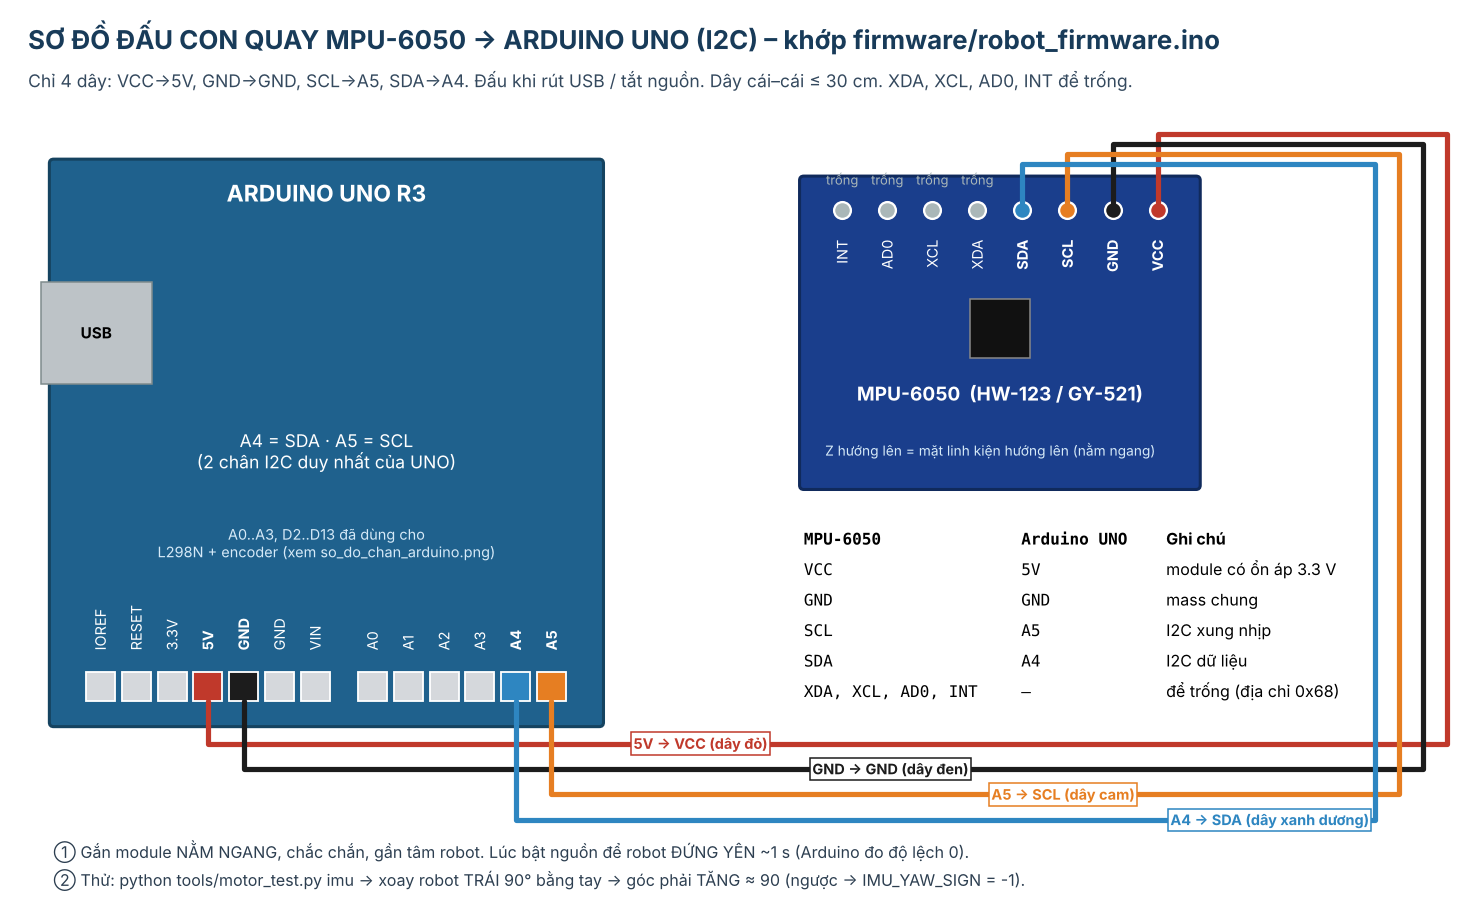 SƠ ĐỒ ĐẤU CON QUAY MPU-6050 → ARDUINO UNO (I2C) – khớp firmware/robot_firmware.ino
Chỉ 4 dây: VCC→5V, GND→GND, SCL→A5, SDA→A4. Đấu khi rút USB / tắt nguồn. Dây cái–cái ≤ 30 cm. XDA, XCL, AD0, INT để trống.
ARDUINO UNO R3
USB
A4 = SDA · A5 = SCL
(2 chân I2C duy nhất của UNO)
A0..A3, D2..D13 đã dùng cho
L298N + encoder (xem so_do_chan_arduino.png)
IOREF RESET 3.3V 5V GND GND VIN A0 A1 A2 A3 A4 A5
trống trống trống trống
INT AD0 XCL XDA SDA SCL GND VCC
MPU-6050 (HW-123 / GY-521)
Z hướng lên = mặt linh kiện hướng lên (nằm ngang)
MPU-6050 Arduino UNO Ghi chú
VCC 5V module có ổn áp 3.3 V
GND GND mass chung
SCL A5 I2C xung nhịp
SDA A4 I2C dữ liệu
XDA, XCL, AD0, INT — để trống (địa chỉ 0x68)
5V → VCC (dây đỏ)
GND → GND (dây đen)
A5 → SCL (dây cam)
A4 → SDA (dây xanh dương)
① Gắn module NẰM NGANG, chắc chắn, gần tâm robot. Lúc bật nguồn để robot ĐỨNG YÊN ~1 s (Arduino đo độ lệch 0).
② Thử: python tools/motor_test.py imu → xoay robot TRÁI 90° bằng tay → góc phải TĂNG ≈ 90 (ngược → IMU_YAW_SIGN = -1).